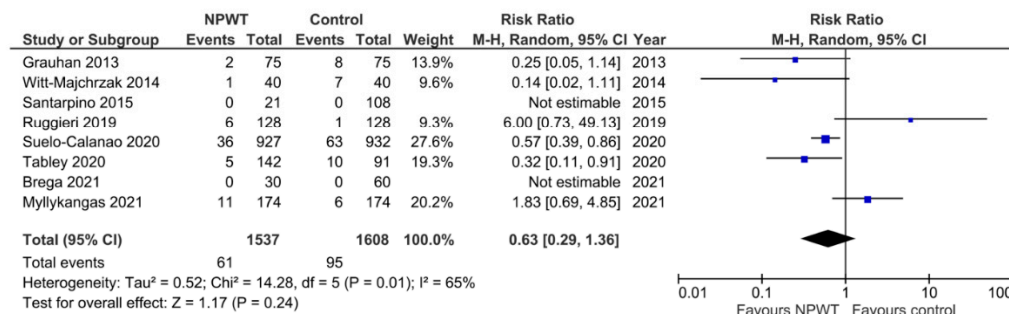 NPWT Control Risk Ratio Risk Ratio
Study or Subgroup Events Total Events Total Weight M-H, Random, 95% CI Year M-H, Random, 95% CI
Grauhan 2013 2 75 8 75 13.9% 0.25 [0.05, 1.14] 2013
Witt-Majchrzak 2014 1 40 7 40 9.6% 0.14 [0.02, 1.11] 2014
Santarpino 2015 0 21 0 108 Not estimable 2015
Ruggieri 2019 6 128 1 128 9.3% 6.00 [0.73, 49.13] 2019
Suelo-Calanao 2020 36 927 63 932 27.6% 0.57 [0.39, 0.86] 2020
Tabley 2020 5 142 10 91 19.3% 0.32 [0.11, 0.91] 2020
Brega 2021 0 30 0 60 Not estimable 2021
Myllykangas 2021 11 174 6 174 20.2% 1.83 [0.69, 4.85] 2021
Total (95% CI) 1537 1608 100.0% 0.63 [0.29, 1.36]
Total events 61 95
Heterogeneity: Tau² = 0.52; Chi² = 14.28, df = 5 (P = 0.01); I² = 65%
Test for overall effect: Z = 1.17 (P = 0.24)
0.01 0.1 1 10 100
Favours NPWT Favours control